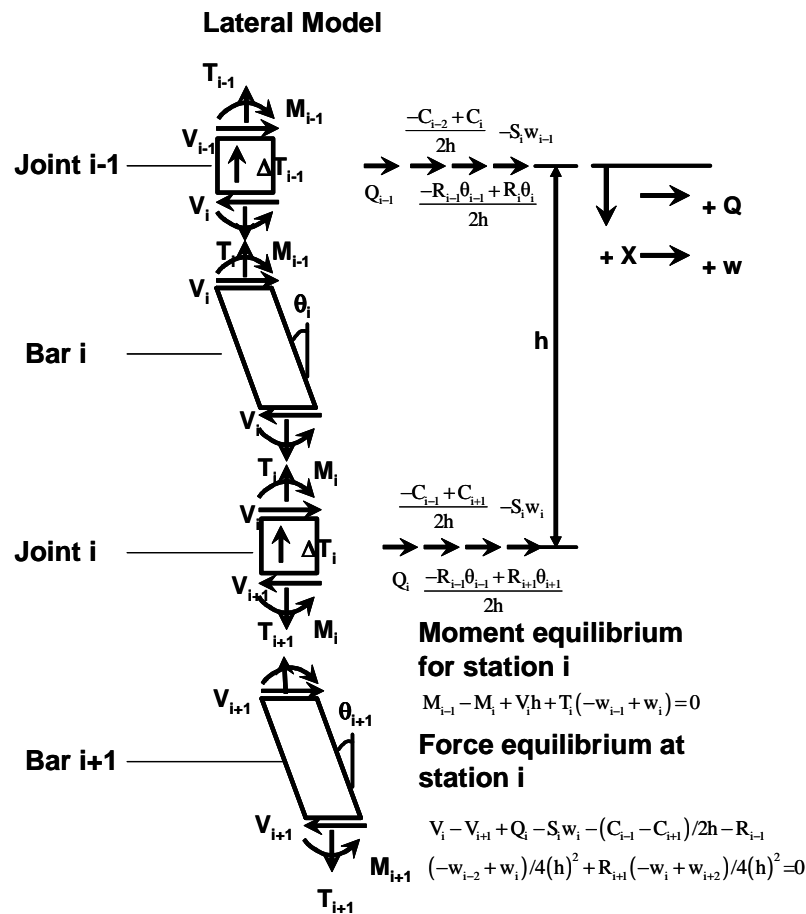 Lateral Model
T_{i-1}
M_{i-1}
V_{i-1}
Joint i-1
ΔT_{i-1}
V_i
\frac{-C_{i-2} + C_i}{2h} -S_i w_{i-1}
Q_{i-1} \frac{-R_{i-1}θ_{i-1} + R_iθ_i}{2h}
+ Q
+ X + w
T_i M_{i-1}
V_i
θ_i
Bar i
h
V_i
T_i M_i
V_i
\frac{-C_{i-1} + C_{i+1}}{2h} -S_i w_i
Joint i
ΔT_i
Q_i \frac{-R_{i-1}θ_{i-1} + R_{i+1}θ_{i+1}}{2h}
V_{i+1}
T_{i+1} M_i
Moment equilibrium
for station i
M_{i-1} - M_i + V_i h + T_i (-w_{i-1} + w_i) = 0
V_{i+1}
θ_{i+1}
Bar i+1
Force equilibrium at
station i
V_i - V_{i+1} + Q_i - S_i w_i - (C_{i-1} - C_{i+1})/2h - R_{i-1}
(-w_{i-2} + w_i)/4(h)^2 + R_{i+1}(-w_i + w_{i+2})/4(h)^2 = 0
V_{i+1}
M_{i+1}
T_{i+1}